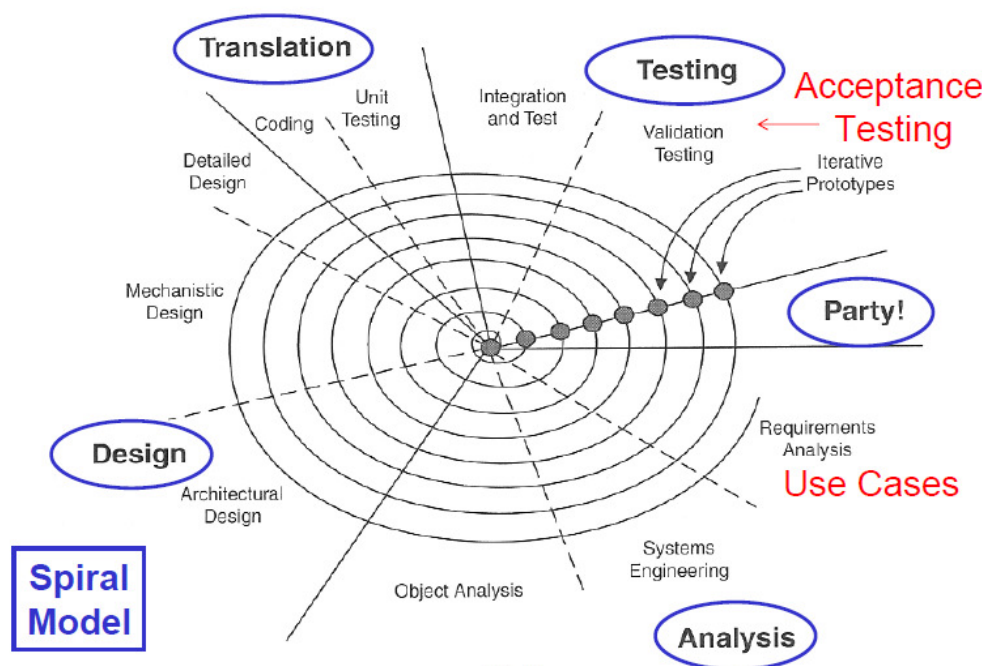 Translation
Testing
Acceptance
Testing
Unit
Testing
Integration
and Test
Coding
Validation
Testing
Detailed
Design
Iterative
Prototypes
Mechanistic
Design
Party!
Requirements
Analysis
Use Cases
Design
Architectural
Design
Systems
Engineering
Object Analysis
Spiral
Model
Analysis